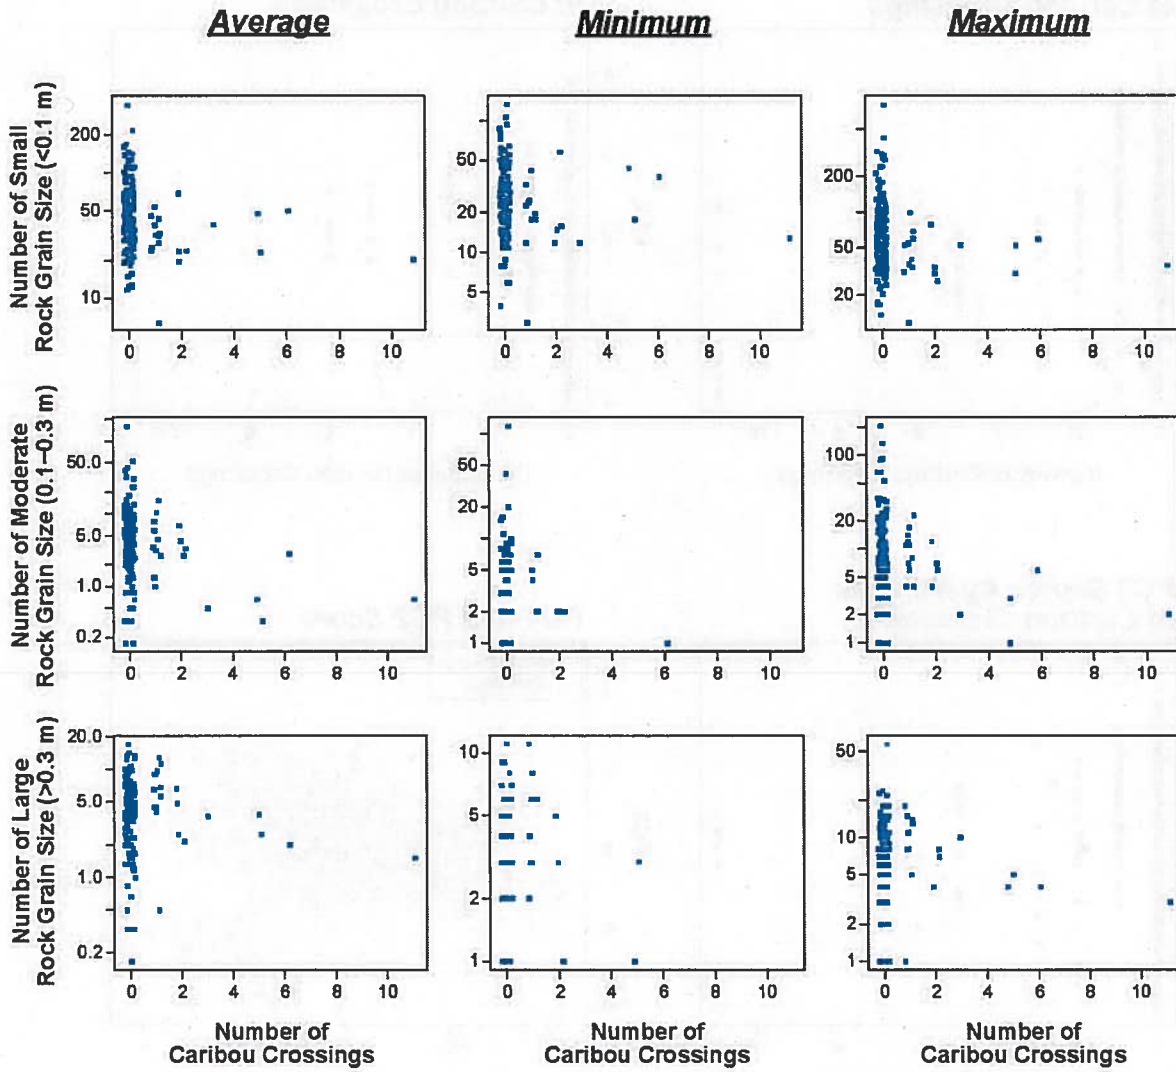 Average Minimum Maximum
Number of Small
Rock Grain Size (<0.1 m)
200
50
10
0 2 4 6 8 10
50
20
10
5
0 2 4 6 8 10
200
50
20
0 2 4 6 8 10
Number of Moderate
Rock Grain Size (0.1–0.3 m)
50.0
5.0
1.0
0.2
0 2 4 6 8 10
50
20
10
5
2
1
0 2 4 6 8 10
100
20
5
2
1
0 2 4 6 8 10
Number of Large
Rock Grain Size (>0.3 m)
20.0
5.0
1.0
0.2
0 2 4 6 8 10
10
5
2
1
0 2 4 6 8 10
50
10
5
2
1
0 2 4 6 8 10
Number of
Caribou Crossings
Number of
Caribou Crossings
Number of
Caribou Crossings